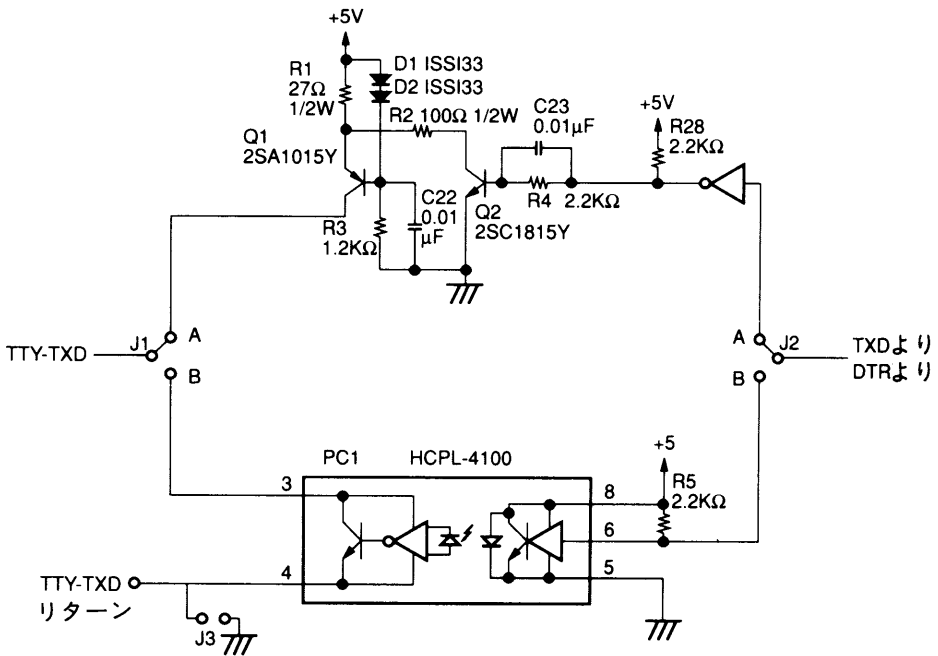 +5V
R1
27Ω
1/2W
D1 ISSI33
D2 ISSI33
R2 100Ω 1/2W
Q1
2SA1015Y
C23
0.01μF
+5V
R28
2.2KΩ
C22
0.01
μF
R3
1.2KΩ
Q2
2SC1815Y
R4
2.2KΩ
TTY-TXD
J1
A
B
A
B
J2
TXDより
DTRより
PC1
HCPL-4100
+5
R5
2.2KΩ
3
4
8
6
5
TTY-TXD
リターン
J3